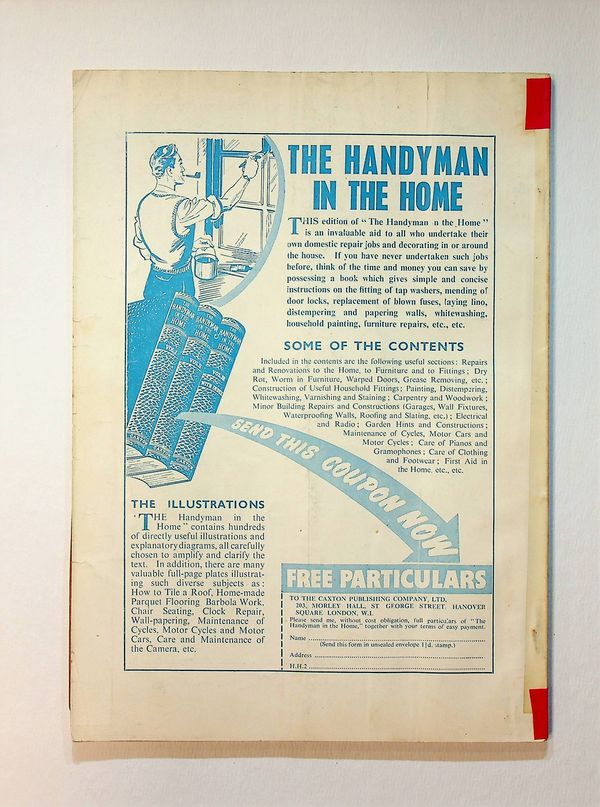 THE HANDYMAN
IN THE HOME
THIS edition of "The Handyman n the Home"
is an invaluable aid to all who undertake their
own domestic repair jobs and decorating in or around
the house. If you have never undertaken such jobs
before, think of the time and money you can save by
possessing a book which gives simple and concise
instructions on the fitting of tap washers, mending of
door locks, replacement of blown fuses, laying lino,
distempering and papering walls, whitewashing,
household painting, furniture repairs, etc., etc.
SOME OF THE CONTENTS
Included in the contents are the following useful sections: Repairs
and Renovations to the Home, to Furniture and to Fittings; Dry
Rot, Worm in Furniture, Warped Doors, Grease Removing, etc.;
Construction of Useful Household Fittings; Painting, Distempering,
Whitewashing, Varnishing and Staining; Carpentry and Woodwork;
Minor Building Repairs and Constructions (Garages, Wall Fixtures,
Waterproofing Walls, Roofing and Slating, etc.); Electrical
and Radio; Garden Hints and Constructions;
Maintenance of Cycles, Motor Cars and
Motor Cycles; Care of Pianos and
Gramophones; Care of Clothing
and Footwear; First Aid in
the Home, etc., etc.
HANDYMAN IN THE HOME
HANDYMAN IN THE HOME
HANDYMAN IN THE HOME
SEND THIS COUPON NOW
THE ILLUSTRATIONS
"THE Handyman in the
Home" contains hundreds
of directly useful illustrations and
explanatory diagrams, all carefully
chosen to amplify and clarify the
text. In addition, there are many
valuable full-page plates illustrat-
ing such diverse subjects as:
How to Tile a Roof, Home-made
Parquet Flooring Barbola Work,
Chair Seating, Clock Repair,
Wall-papering, Maintenance of
Cycles, Motor Cycles and Motor
Cars, Care and Maintenance of
the Camera, etc.
FREE PARTICULARS
TO THE CAXTON PUBLISHING COMPANY, LTD.
203, MORLEY HALL, ST GEORGE STREET HANOVER
SQUARE LONDON, W.1.
Please send me, without cost obligation, full particulars of "The
Handyman in the Home," together with your terms of easy payment.
Name
(Send this form in unsealed envelope 1½d. stamp.)
Address
H.H.2